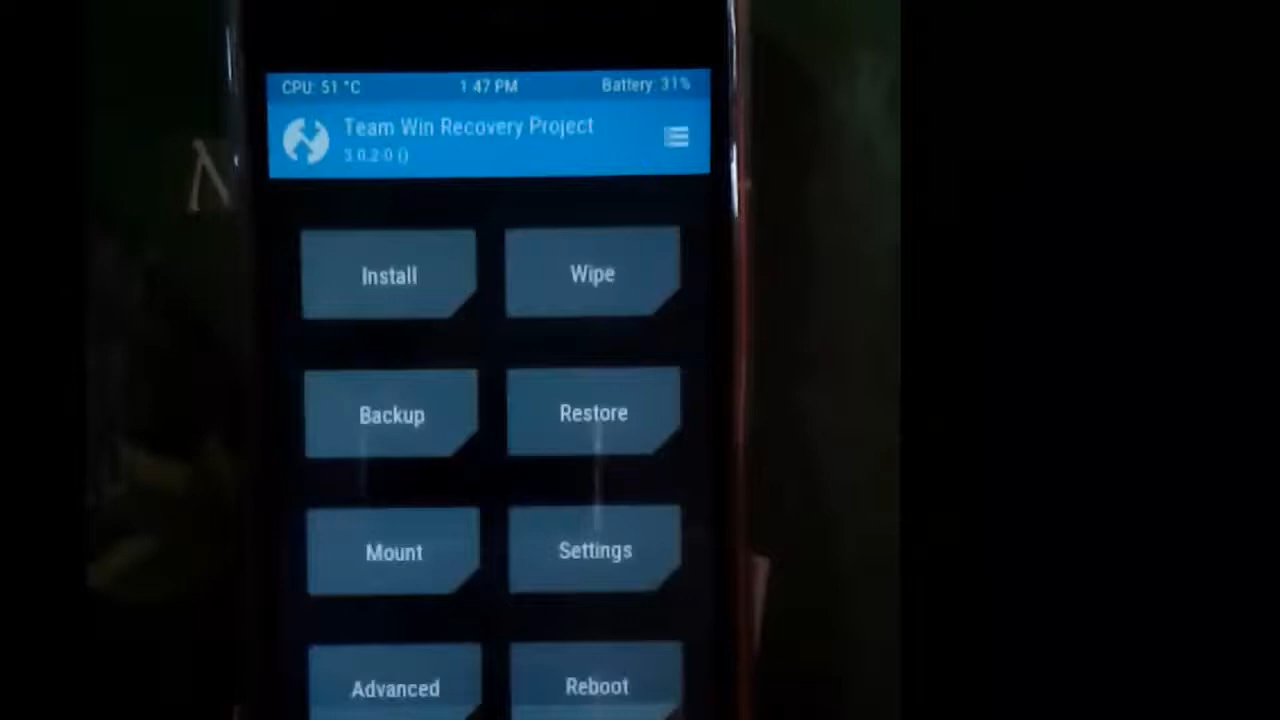 CPU: 51 °C 1 47 PM Battery: 31%
Team Win Recovery Project
3.0.2-0 ()
Install Wipe
Backup Restore
Mount Settings
Advanced Reboot